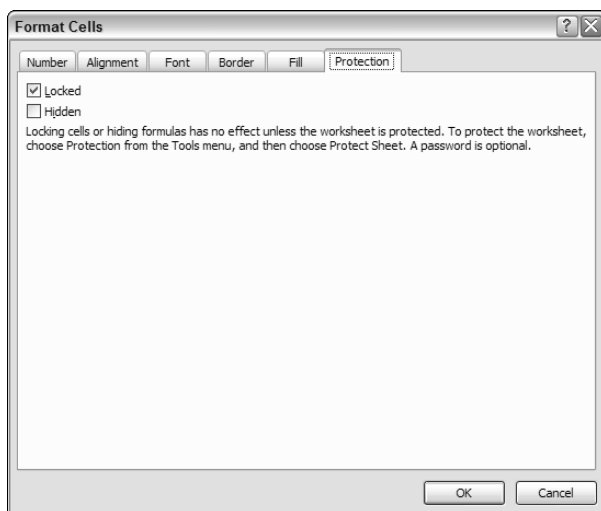 Format Cells
Number Alignment Font Border Fill Protection
Locked
Hidden
Locking cells or hiding formulas has no effect unless the worksheet is protected. To protect the worksheet,
choose Protection from the Tools menu, and then choose Protect Sheet. A password is optional.
OK Cancel